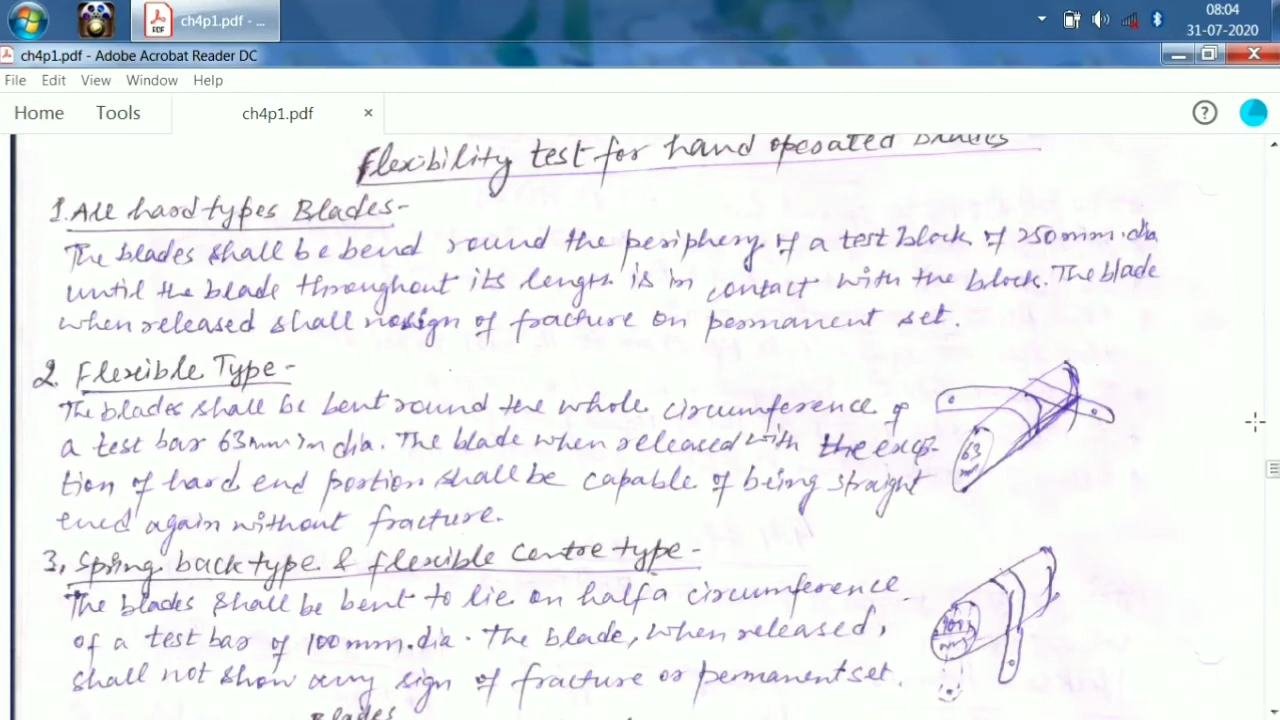 ch4p1.pdf - ...
08:04
31-07-2020
ch4p1.pdf - Adobe Acrobat Reader DC
File Edit View Window Help
Home Tools ch4p1.pdf ×
Flexibility test for hand operated Blades
1. All hard types Blades-
The blades shall be bend round the periphery of a test block of 250mm.dia
until the blade throughout its length is in contact with the block. The blade
when released shall no sign of fracture on permanent set.
2. Flexible Type-
The blades shall be bent round the whole circumference of
a test bar 63mm in dia. The blade when released with the excep-
tion of hard end portion shall be capable of being straight
ened again without fracture.
63
mm
3. Spring back type & flexible Centre type-
The blades shall be bent to lie on half a circumference
of a test bar of 100mm.dia. The blade, when released,
shall not show any sign of fracture or permanent set.
100
mm
Blades